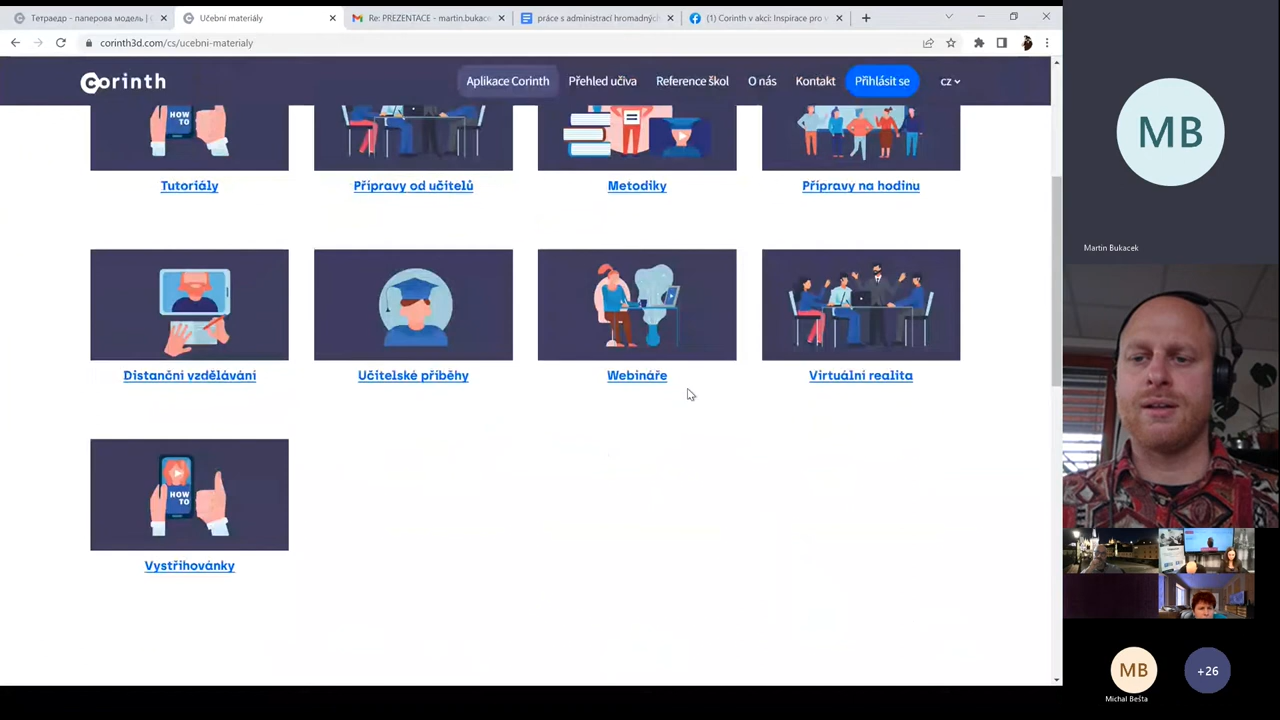 Тетраедр - паперова модель | C
Učební materiály
Re: PREZENTACE - martin.bukace
práce s administrací hromadných
(1) Corinth v akci: Inspirace pro v
corinth3d.com/cs/ucebni-materialy
Corinth
Aplikace Corinth
Přehled učiva
Reference škol
O nás
Kontakt
Přihlásit se
cz
HOW TO
Tutoriály
Přípravy od učitelů
Metodiky
Přípravy na hodinu
Distanční vzdělávání
Učitelské příběhy
Webináře
Virtuální realita
HOW TO
Vystřihovánky
MB
Martin Bukacek
MB
Michal Bešta
+26